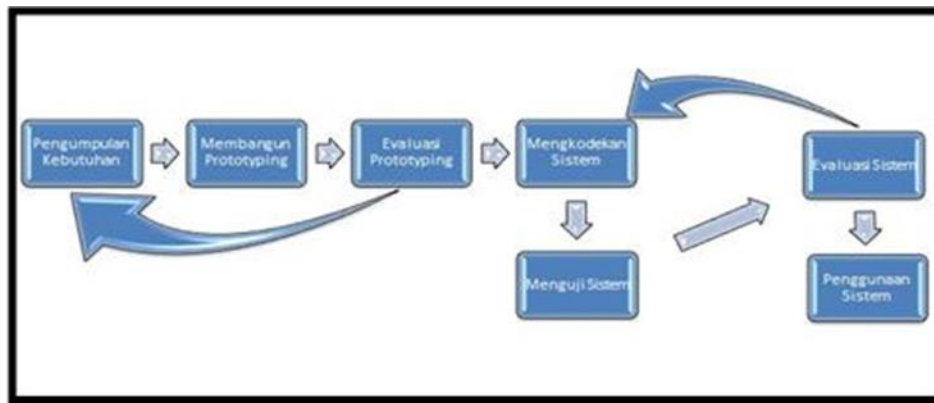 Pengumpulan
Kebutuhan
Membangun
Prototyping
Evaluasi
Prototyping
Mengkodekan
Sistem
Menguji Sistem
Evaluasi Sistem
Penggunaan
Sistem